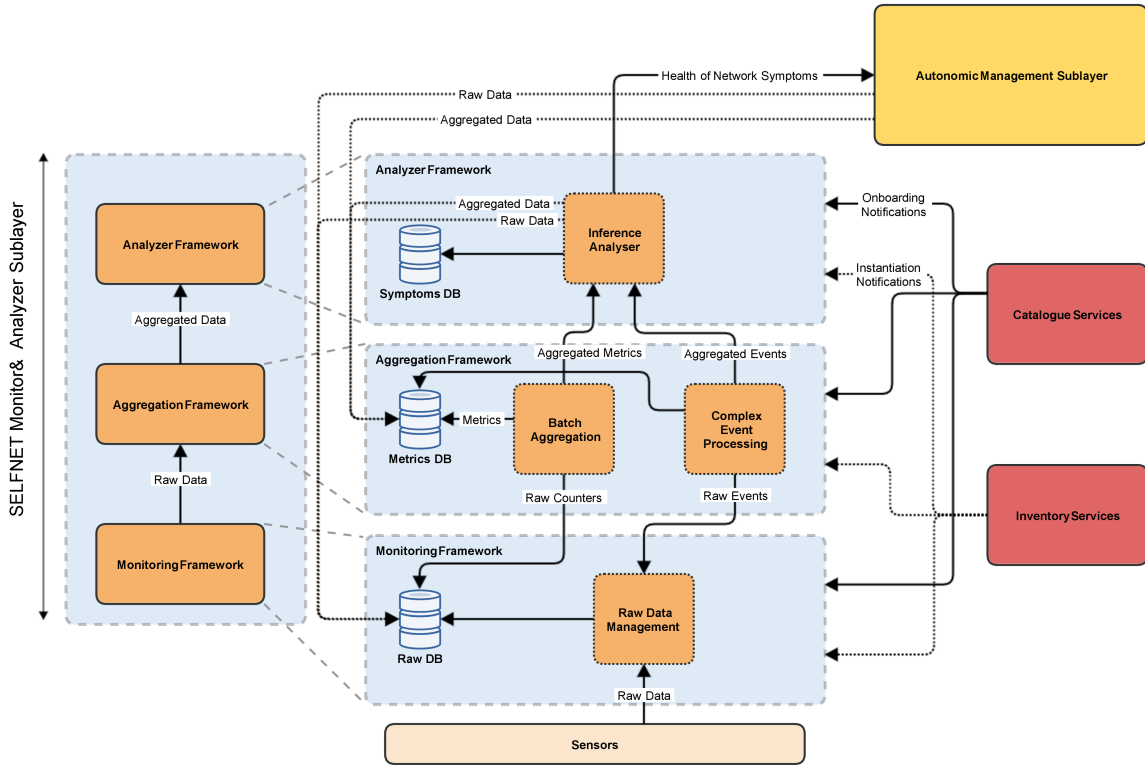 SELFNET Monitor& Analyzer Sublayer
Analyzer Framework
Aggregated Data
Aggregation Framework
Raw Data
Monitoring Framework
Health of Network Symptoms
Autonomic Management Sublayer
Raw Data
Aggregated Data
Analyzer Framework
Aggregated Data
Raw Data
Inference
Analyser
Symptoms DB
Onboarding
Notifications
Instantiation
Notifications
Catalogue Services
Aggregated Metrics
Aggregated Events
Aggregation Framework
Metrics
Metrics DB
Batch
Aggregation
Complex
Event
Processing
Raw Counters
Raw Events
Inventory Services
Monitoring Framework
Raw DB
Raw Data
Management
Raw Data
Sensors